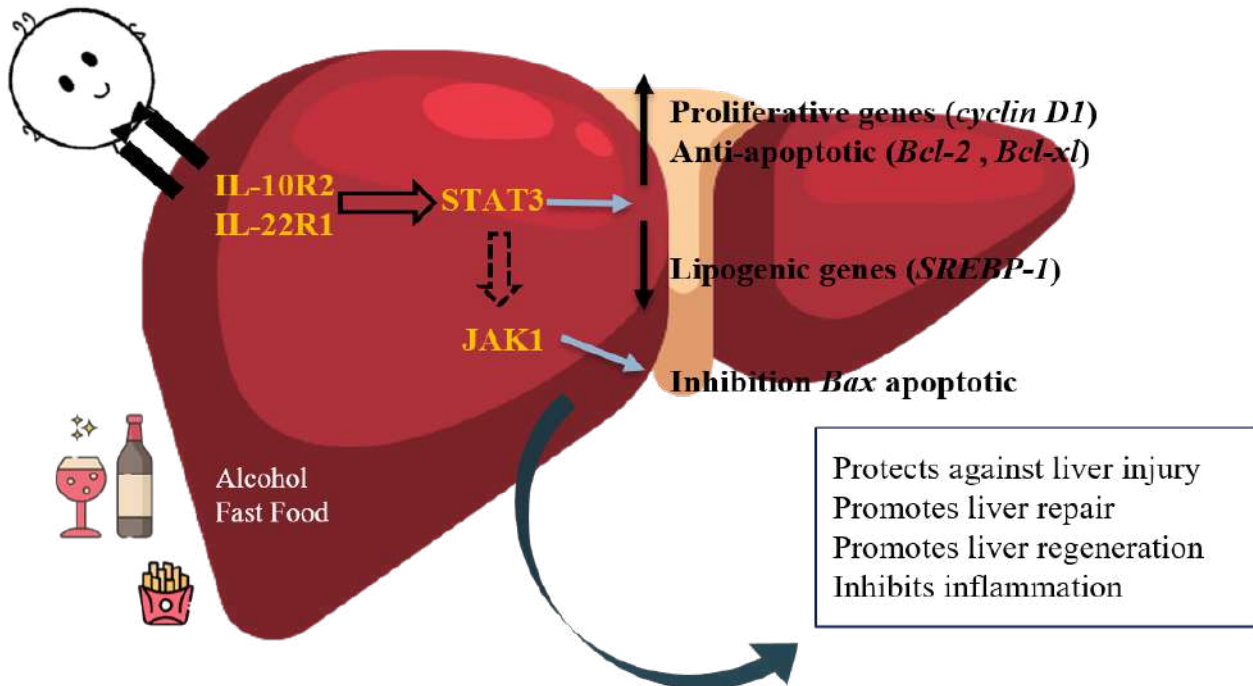 Proliferative genes (cyclin D1)
Anti-apoptotic (Bcl-2 , Bcl-xl)
IL-10R2
IL-22R1
STAT3
Lipogenic genes (SREBP-1)
JAK1
Inhibition Bax apoptotic
Alcohol
Fast Food
Protects against liver injury
Promotes liver repair
Promotes liver regeneration
Inhibits inflammation